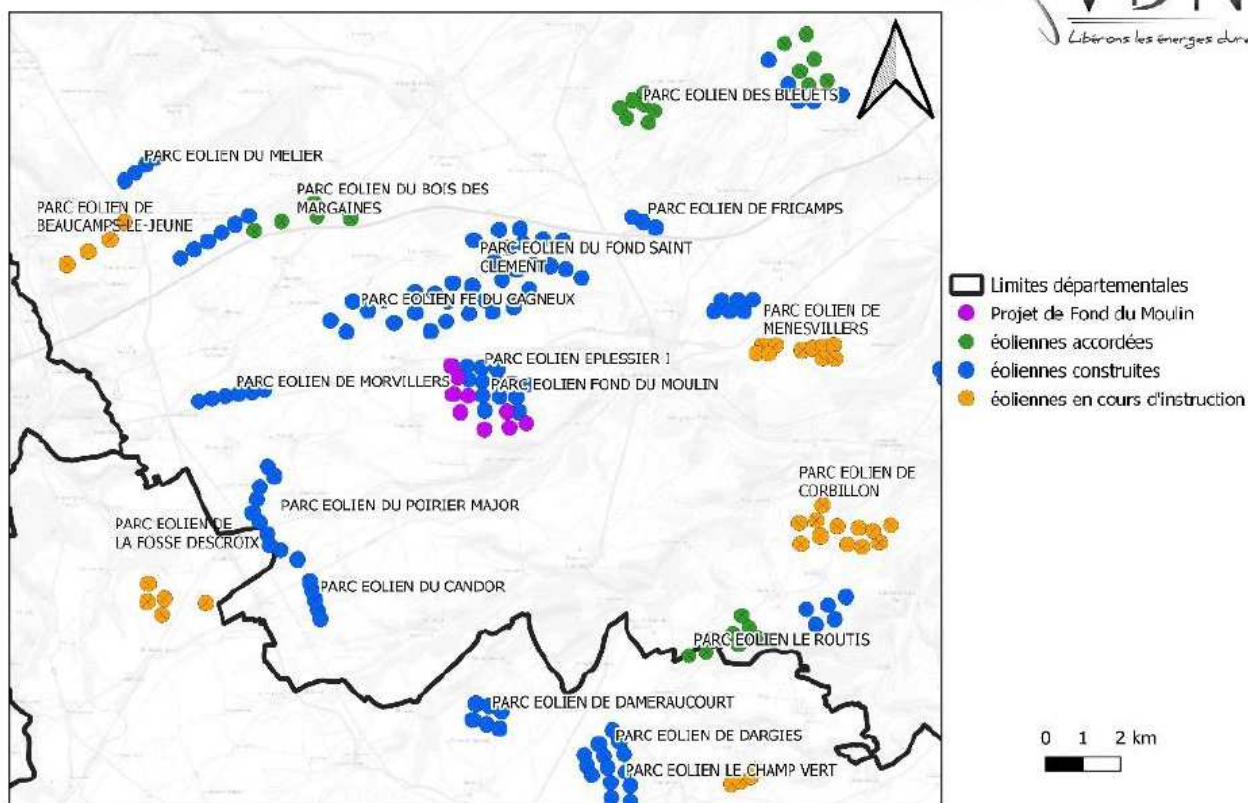 Libérons les énerges dura
PARC EOLIEN DES BLEUETS
PARC EOLIEN DU MELIER
PARC EOLIEN DU BOIS DES
MARGAINES
PARC EOLIEN DE
BEAUCAMPS-LE-JEUNE
PARC EOLIEN DE FRICAMPS
PARC EOLIEN DU FOND SAINT
CLEMENT
PARC EOLIEN FE DU CAGNEUX
PARC EOLIEN DE
MENESVILLERS
PARC EOLIEN EPLESSIER I
PARC EOLIEN DE MORVILLERS
PARC EOLIEN FOND DU MOULIN
PARC EOLIEN DE
CORBILLON
PARC EOLIEN DU POIRIER MAJOR
PARC EOLIEN DE
LA FOSSE DESCROIX
PARC EOLIEN DU CANDOR
PARC EOLIEN LE ROUTIS
PARC EOLIEN DE DAMERAUCOURT
PARC EOLIEN DE DARGIES
PARC EOLIEN LE CHAMP VERT
Limites départementales
Projet de Fond du Moulin
éoliennes accordées
éoliennes construites
éoliennes en cours d'instruction
0 1 2 km